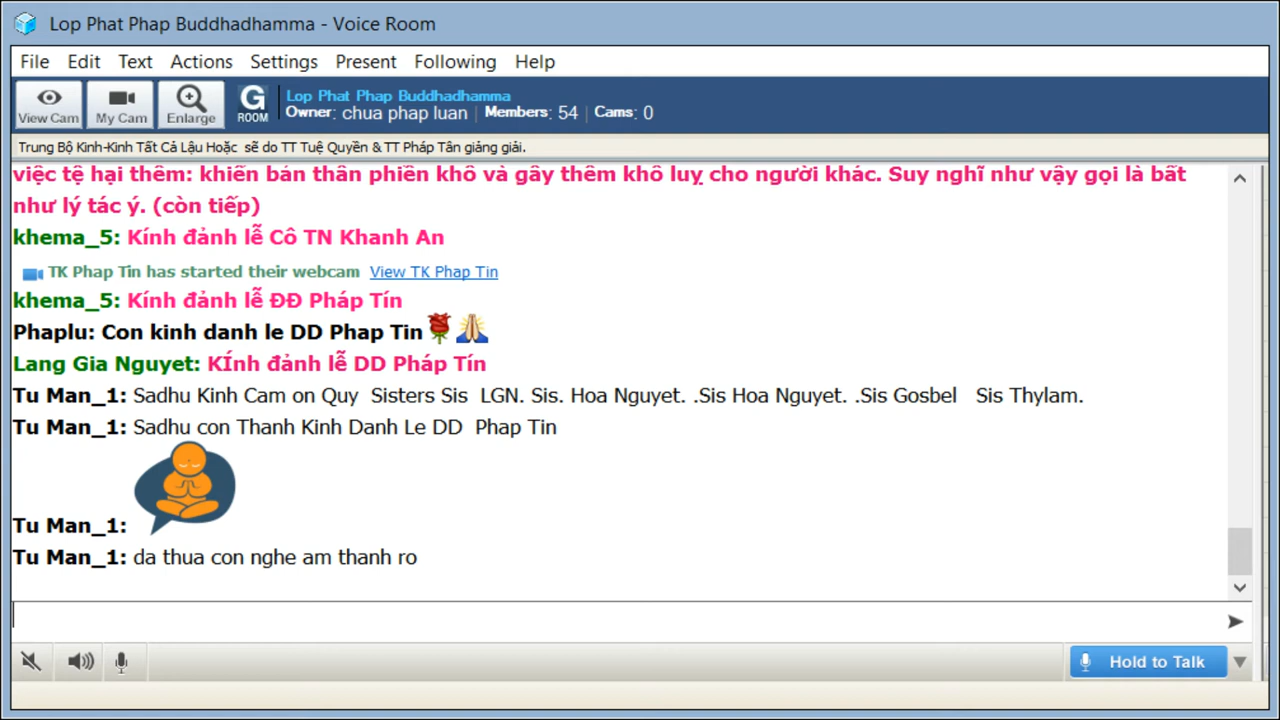 Lop Phat Phap Buddhadhamma - Voice Room
File Edit Text Actions Settings Present Following Help
View Cam My Cam Enlarge G ROOM Lop Phat Phap Buddhadhamma
Owner: chua phap luan | Members: 54 | Cams: 0
Trung Bộ Kinh-Kinh Tất Cả Lậu Hoặc sẽ do TT Tuệ Quyền & TT Pháp Tân giảng giải.
việc tệ hại thêm: khiến bản thân phiền khổ và gây thêm khổ luỵ cho người khác. Suy nghĩ như vậy gọi là bất
như lý tác ý. (còn tiếp)
khema_5: Kính đảnh lễ Cô TN Khanh An
TK Phap Tin has started their webcam View TK Phap Tin
khema_5: Kính đảnh lễ ĐĐ Pháp Tín
Phaplu: Con kinh danh le DD Phap Tin
Lang Gia Nguyet: KÍnh đảnh lễ DD Pháp Tín
Tu Man_1: Sadhu Kinh Cam on Quy Sisters Sis LGN. Sis. Hoa Nguyet. .Sis Hoa Nguyet. .Sis Gosbel Sis Thylam.
Tu Man_1: Sadhu con Thanh Kinh Danh Le DD Phap Tin
Tu Man_1:
Tu Man_1: da thua con nghe am thanh ro
Hold to Talk